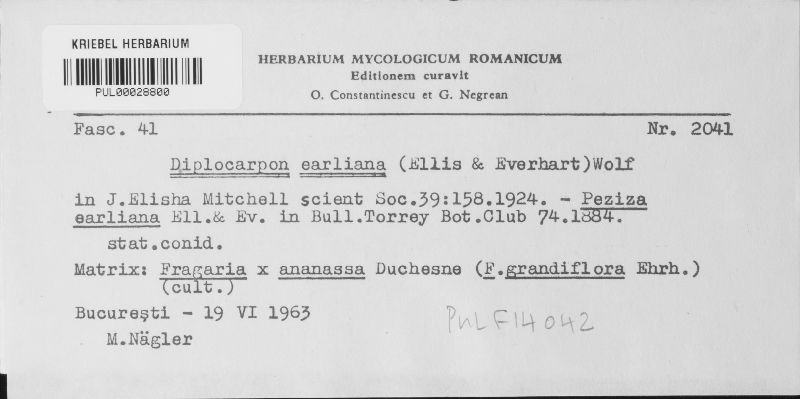 KRIEBEL HERBARIUM
PUL00028800
HERBARIUM MYCOLOGICUM ROMANICUM
Editionem curavit
O. Constantinescu et G. Negrean
Fasc. 41 Nr. 2041
Diplocarpon earliana (Ellis & Everhart)Wolf
in J.Elisha Mitchell scient Soc.39:158.1924. - Peziza
earliana Ell.& Ev. in Bull.Torrey Bot.Club 74.1884.
stat.conid.
Matrix: Fragaria x ananassa Duchesne (F.grandiflora Ehrh.)
(cult.)
Bucureşti - 19 VI 1963
M.Nägler
PUL F14042